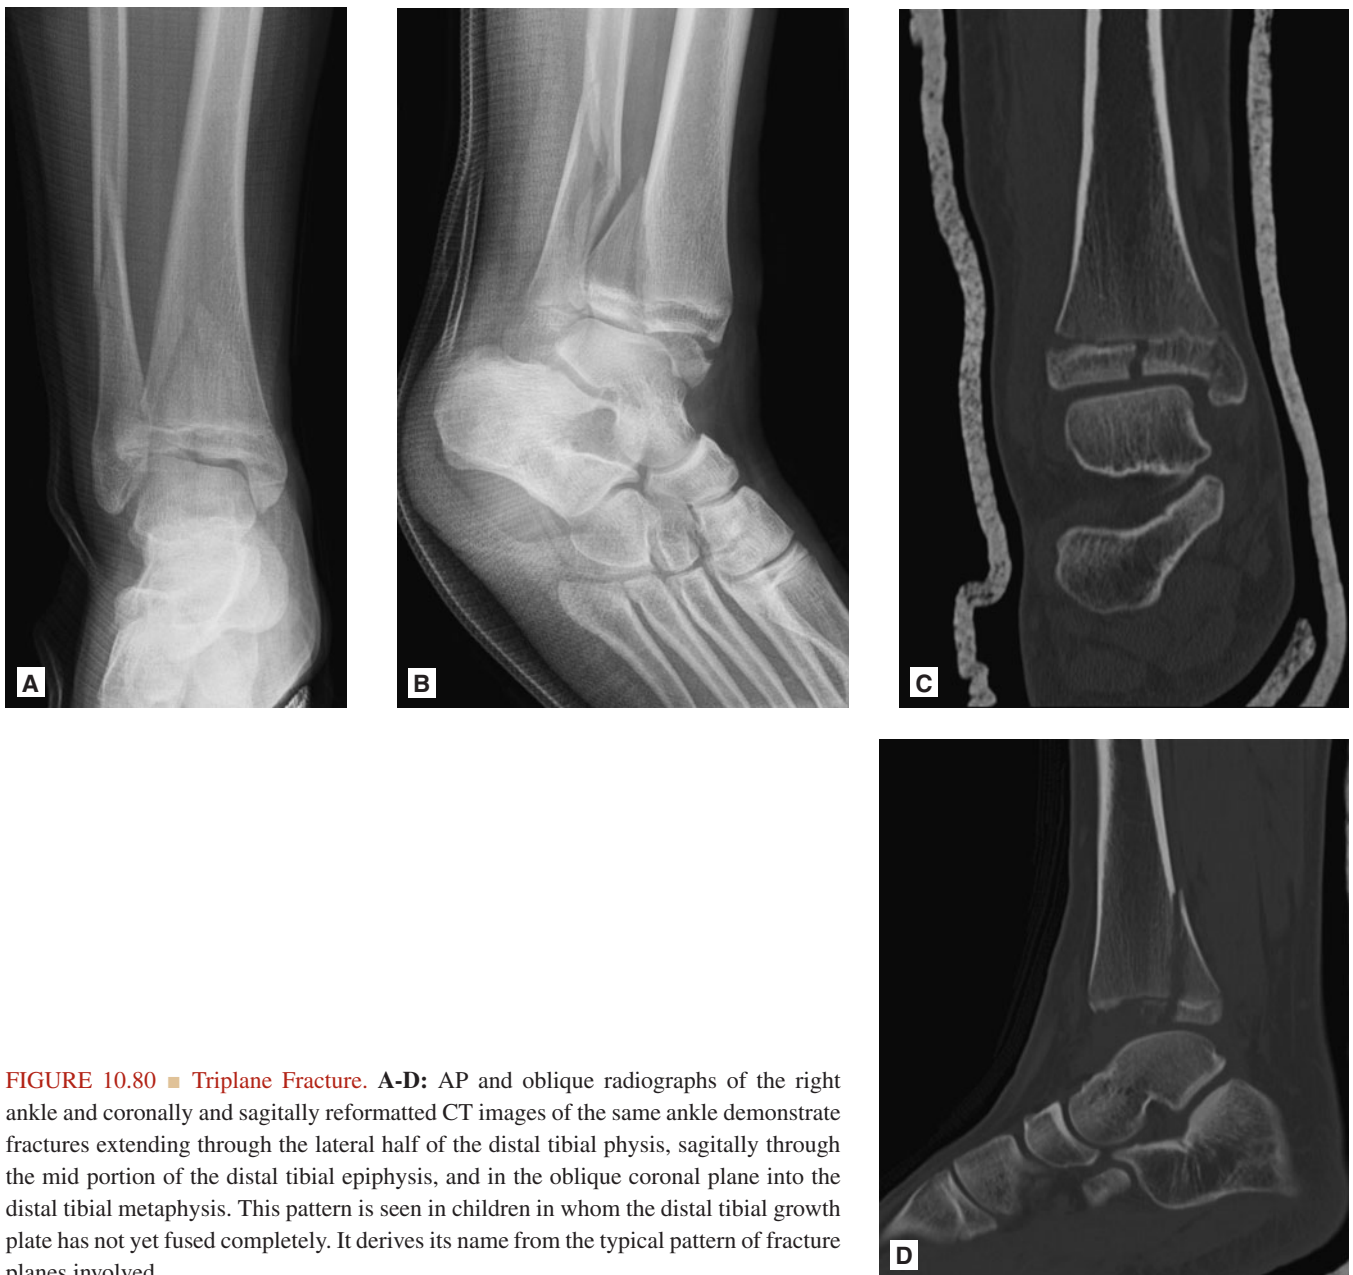 A
B
C
D
FIGURE 10.80 ■ Triplane Fracture. A-D: AP and oblique radiographs of the right
ankle and coronally and sagitally reformatted CT images of the same ankle demonstrate
fractures extending through the lateral half of the distal tibial physis, sagitally through
the mid portion of the distal tibial epiphysis, and in the oblique coronal plane into the
distal tibial metaphysis. This pattern is seen in children in whom the distal tibial growth
plate has not yet fused completely. It derives its name from the typical pattern of fracture
planes involved.